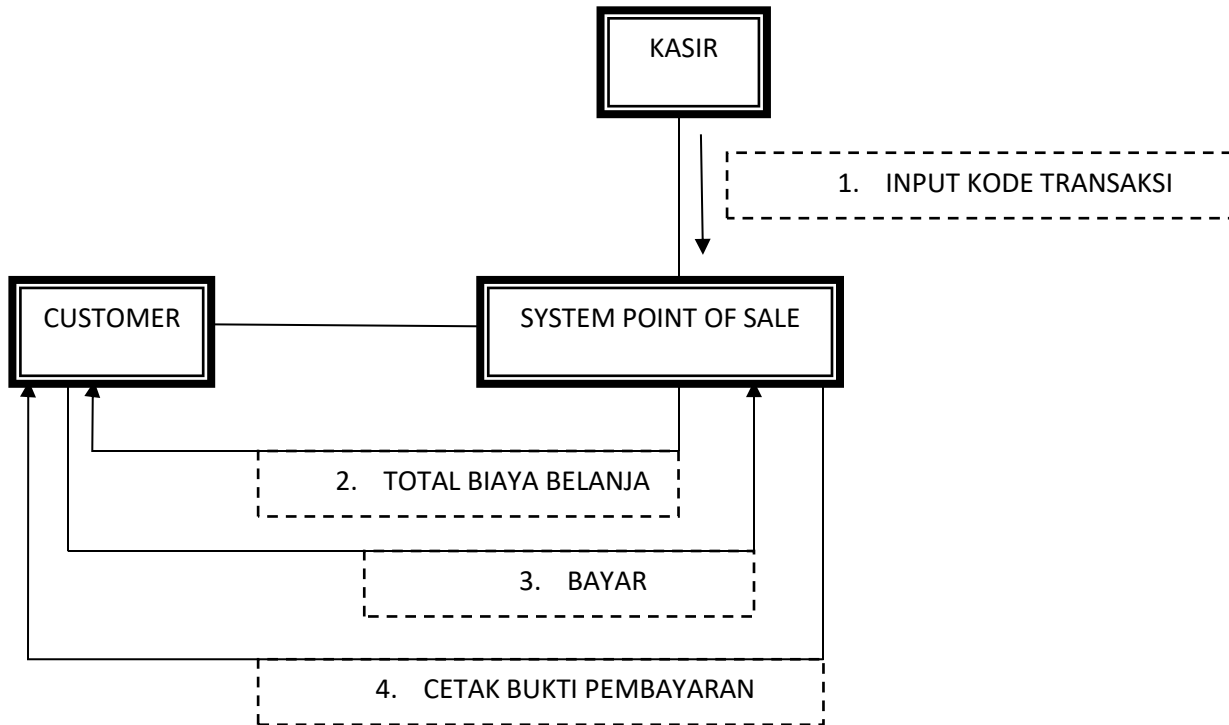 KASIR
1. INPUT KODE TRANSAKSI
CUSTOMER
SYSTEM POINT OF SALE
2. TOTAL BIAYA BELANJA
3. BAYAR
4. CETAK BUKTI PEMBAYARAN